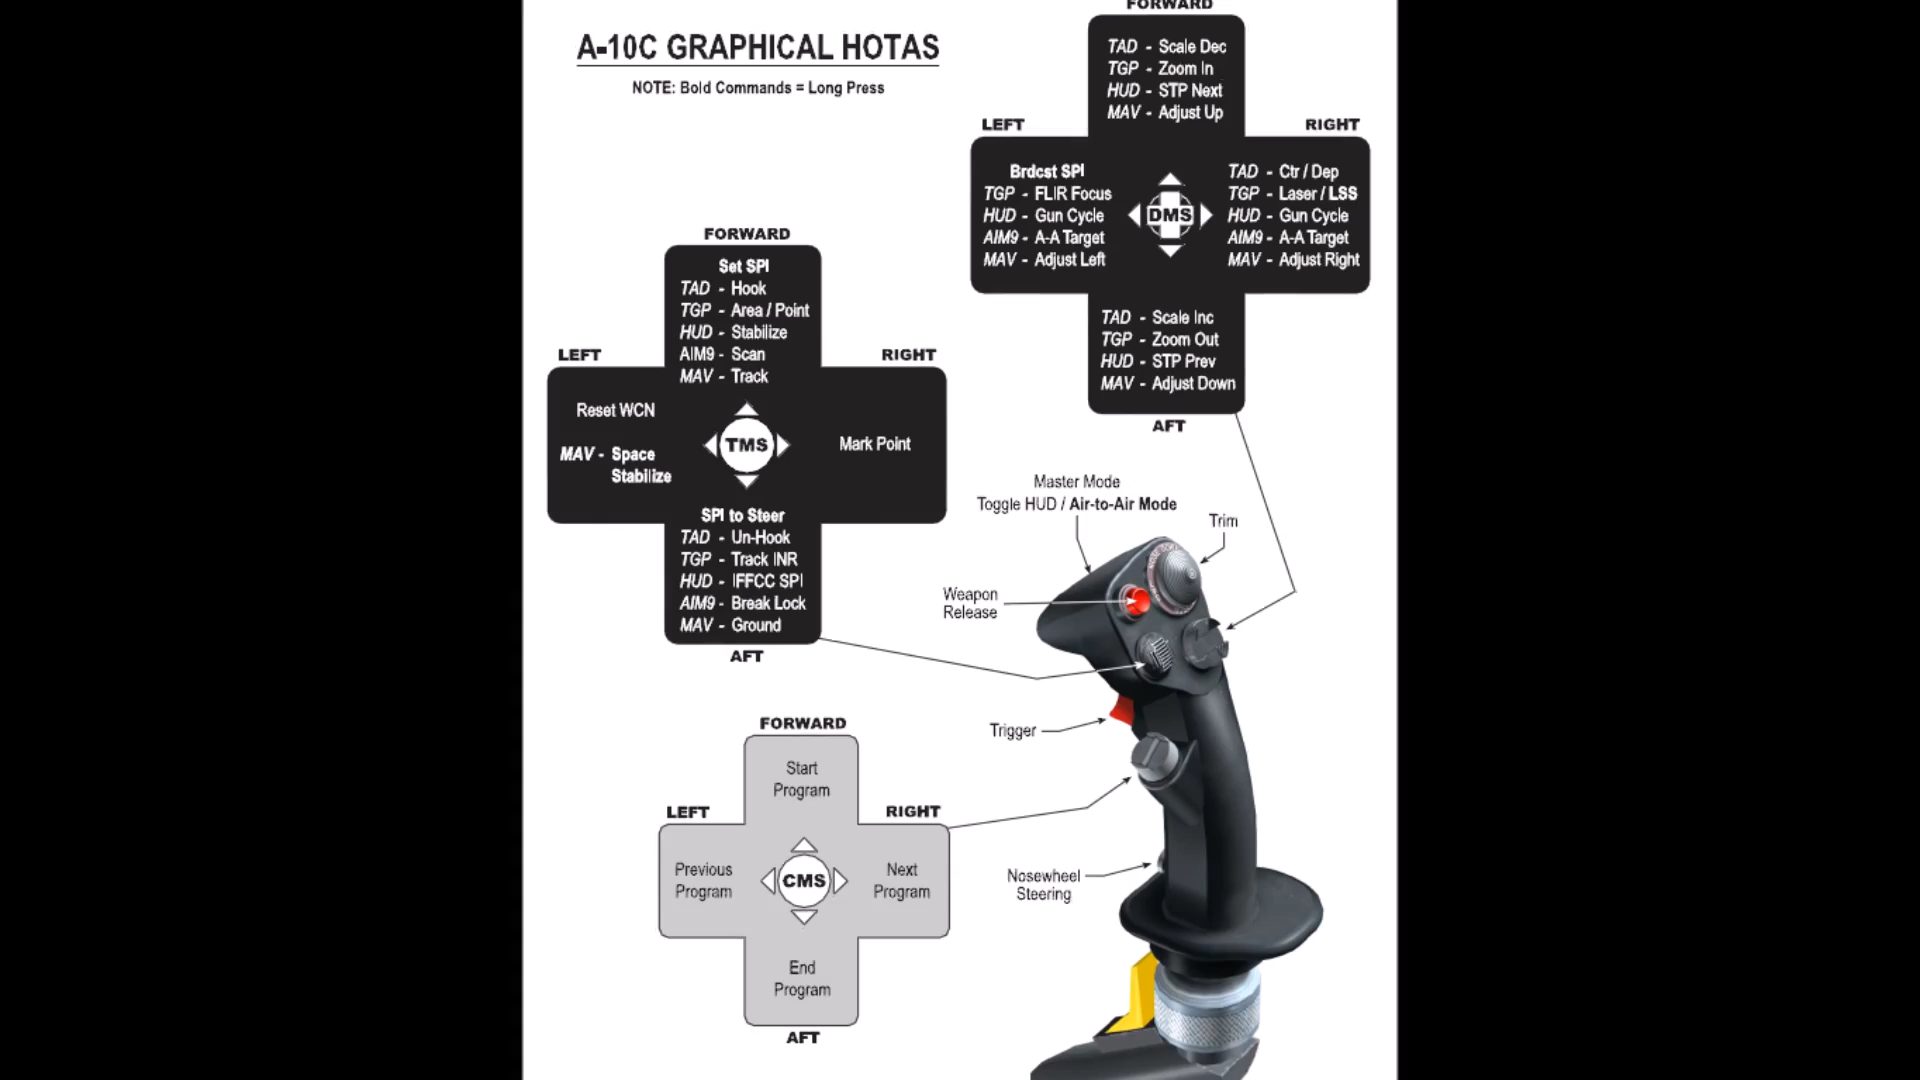 A-10C GRAPHICAL HOTAS
NOTE: Bold Commands = Long Press
FORWARD
TAD - Scale Dec
TGP - Zoom In
HUD - STP Next
MAV - Adjust Up
LEFT
RIGHT
Brdcst SPI
TGP - FLIR Focus
HUD - Gun Cycle
AIM9 - A-A Target
MAV - Adjust Left
DMS
TAD - Ctr / Dep
TGP - Laser / LSS
HUD - Gun Cycle
AIM9 - A-A Target
MAV - Adjust Right
TAD - Scale Inc
TGP - Zoom Out
HUD - STP Prev
MAV - Adjust Down
AFT
FORWARD
Set SPI
TAD - Hook
TGP - Area / Point
HUD - Stabilize
AIM9 - Scan
MAV - Track
LEFT
RIGHT
Reset WCN
MAV - Space
Stabilize
TMS
Mark Point
SPI to Steer
TAD - Un-Hook
TGP - Track INR
HUD - IFFCC SPI
AIM9 - Break Lock
MAV - Ground
AFT
Master Mode
Toggle HUD / Air-to-Air Mode
Trim
Weapon
Release
Trigger
FORWARD
Start
Program
LEFT
RIGHT
Previous
Program
CMS
Next
Program
End
Program
AFT
Nosewheel
Steering